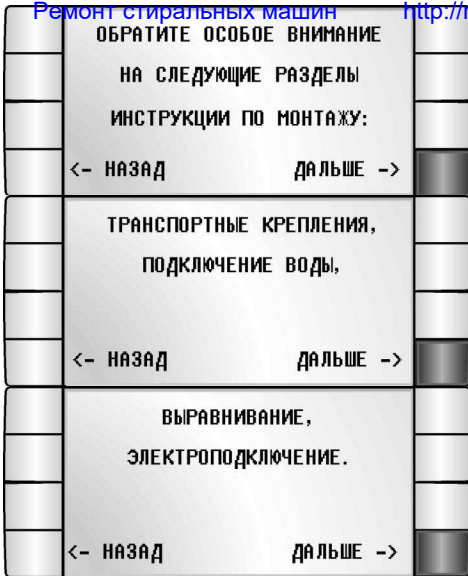 Ремонт стиральных машин http://r
ОБРАТИТЕ ОСОБОЕ ВНИМАНИЕ
НА СЛЕДУЮЩИЕ РАЗДЕЛЫ
ИНСТРУКЦИИ ПО МОНТАЖУ:
<- НАЗАД ДАЛЬШЕ ->
ТРАНСПОРТНЫЕ КРЕПЛЕНИЯ,
ПОДКЛЮЧЕНИЕ ВОДЫ,
<- НАЗАД ДАЛЬШЕ ->
ВЫРАВНИВАНИЕ,
ЭЛЕКТРОПОДКЛЮЧЕНИЕ.
<- НАЗАД ДАЛЬШЕ ->